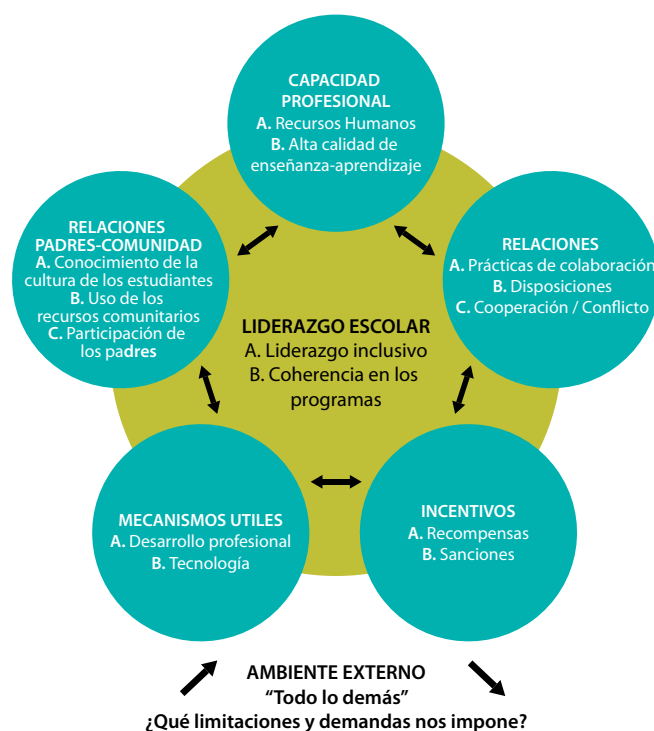 CAPACIDAD
PROFESIONAL
A. Recursos Humanos
B. Alta calidad de
enseñanza-aprendizaje
RELACIONES
PADRES-COMUNIDAD
A. Conocimiento de la
cultura de los estudiantes
B. Uso de los
recursos comunitarios
C. Participación de
los padres
RELACIONES
A. Prácticas de colaboración
B. Disposiciones
C. Cooperación / Conflicto
LIDERAZGO ESCOLAR
A. Liderazgo inclusivo
B. Coherencia en los
programas
MECANISMOS UTILES
A. Desarrollo profesional
B. Tecnología
INCENTIVOS
A. Recompensas
B. Sanciones
AMBIENTE EXTERNO
“Todo lo demás”
¿Qué limitaciones y demandas nos impone?